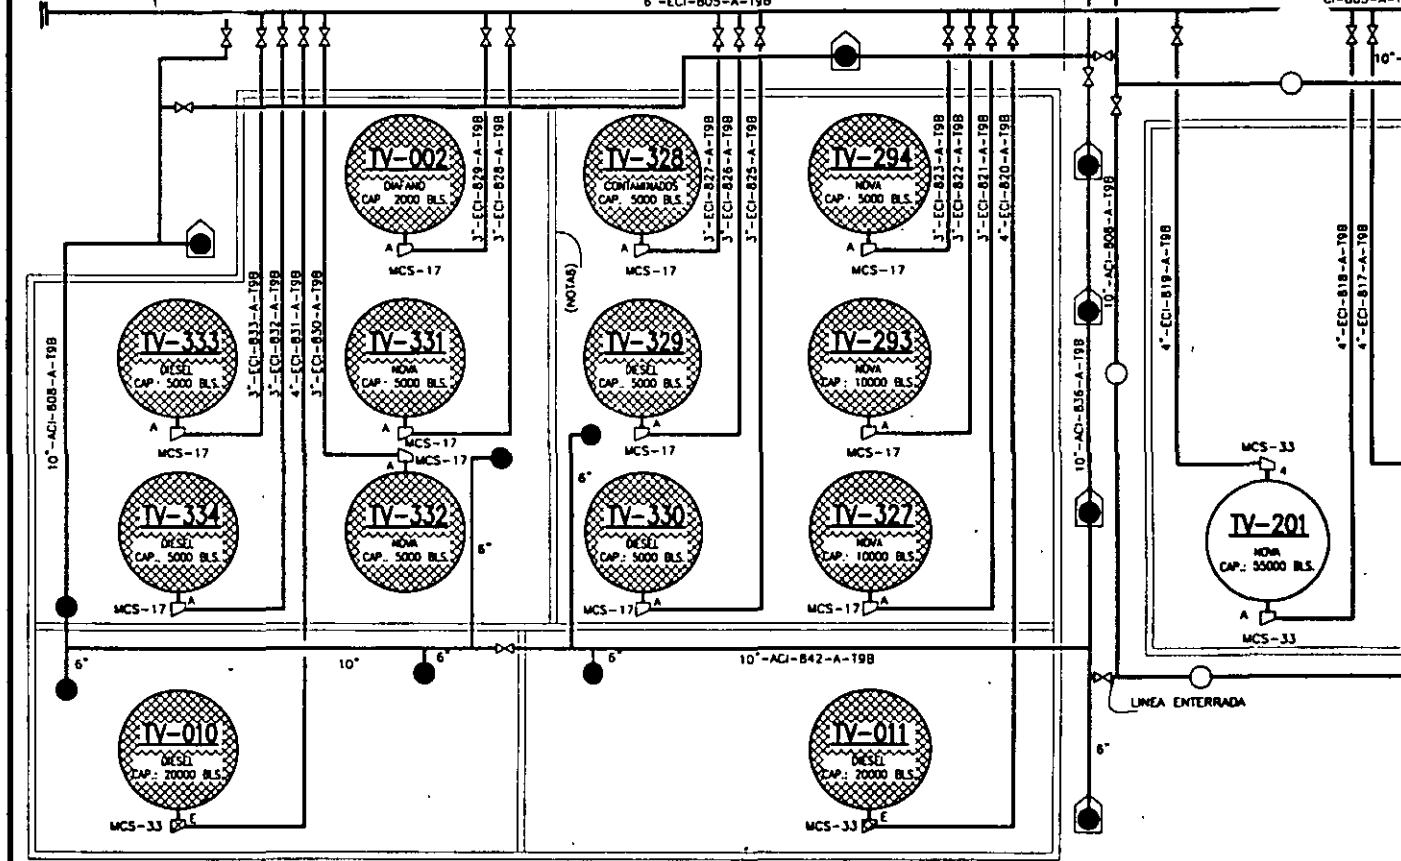 6"-ECI-805-A-T9B
10"-
TV-002
DIAFANO
CAP. 2000 BLS.
A
MCS-17
3"-ECI-829-A-T9B
3"-ECI-828-A-T9B
TV-328
CONTAMINADOS
CAP.: 5000 BLS.
A
MCS-17
3"-ECI-827-A-T9B
3"-ECI-826-A-T9B
3"-ECI-825-A-T9B
TV-294
NOVA
CAP.: 5000 BLS.
A
MCS-17
3"-ECI-823-A-T9B
3"-ECI-822-A-T9B
3"-ECI-821-A-T9B
4"-ECI-820-A-T9B
10"-ACI-808-A-T9B
(NOTA8)
TV-333
DIESEL
CAP.: 5000 BLS.
A
MCS-17
3"-ECI-833-A-T9B
3"-ECI-832-A-T9B
4"-ECI-831-A-T9B
3"-ECI-830-A-T9B
TV-331
NOVA
CAP.: 5000 BLS.
A
MCS-17
MCS-17
A
TV-329
DIESEL
CAP.: 5000 BLS.
A
MCS-17
TV-293
NOVA
CAP.: 10000 BLS.
A
MCS-17
10"-ACI-836-A-T9B
4"-ECI-819-A-T9B
4"-ECI-818-A-T9B
4"-ECI-817-A-T9B
10"-ACI-808-A-T9B
TV-334
DIESEL
CAP.: 5000 BLS.
MCS-17
A
TV-332
NOVA
CAP.: 5000 BLS.
6"
6"
TV-330
DIESEL
CAP.: 5000 BLS.
MCS-17
A
TV-327
NOVA
CAP.: 10000 BLS.
MCS-17
A
MCS-33
4
TV-201
NOVA
CAP.: 55000 BLS.
A
MCS-33
6"
10"
6"
6"
10"-ACI-842-A-T9B
LINEA ENTERRADA
6"
TV-010
DIESEL
CAP.: 20000 BLS.
MCS-33
E
TV-011
DIESEL
CAP.: 20000 BLS.
MCS-33
E